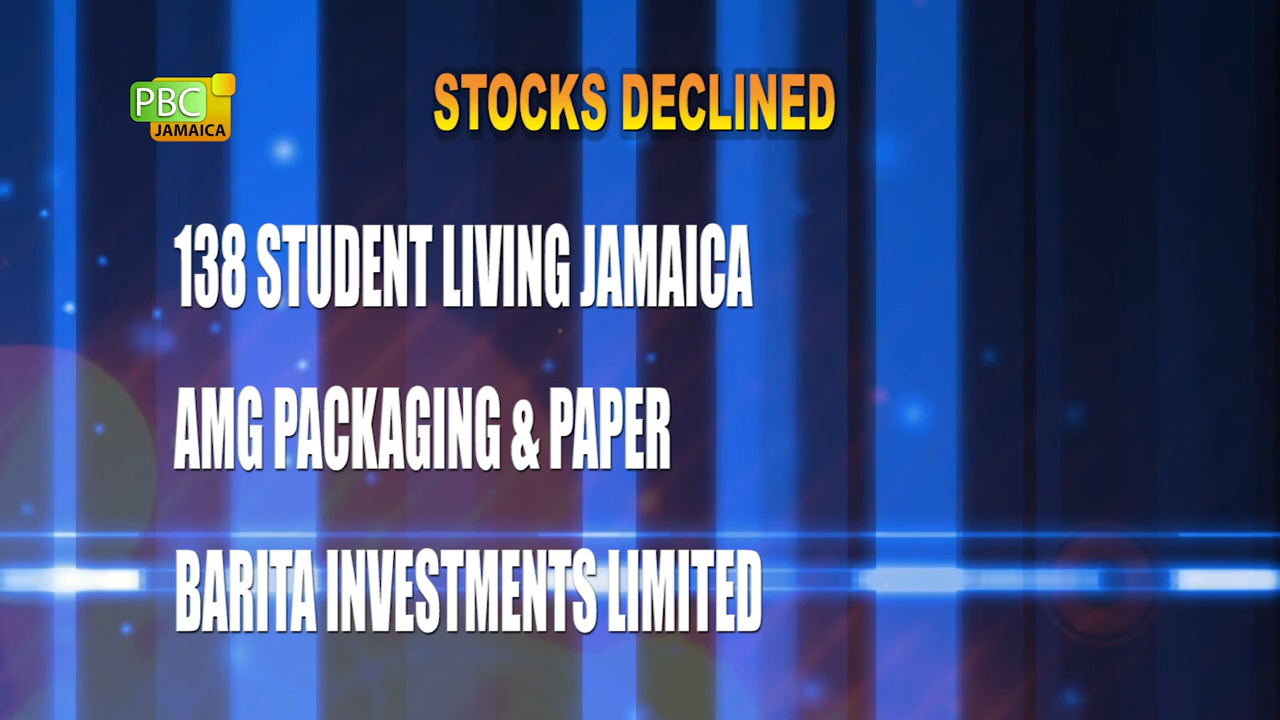 PBC
JAMAICA
STOCKS DECLINED
138 STUDENT LIVING JAMAICA
AMG PACKAGING & PAPER
BARITA INVESTMENTS LIMITED